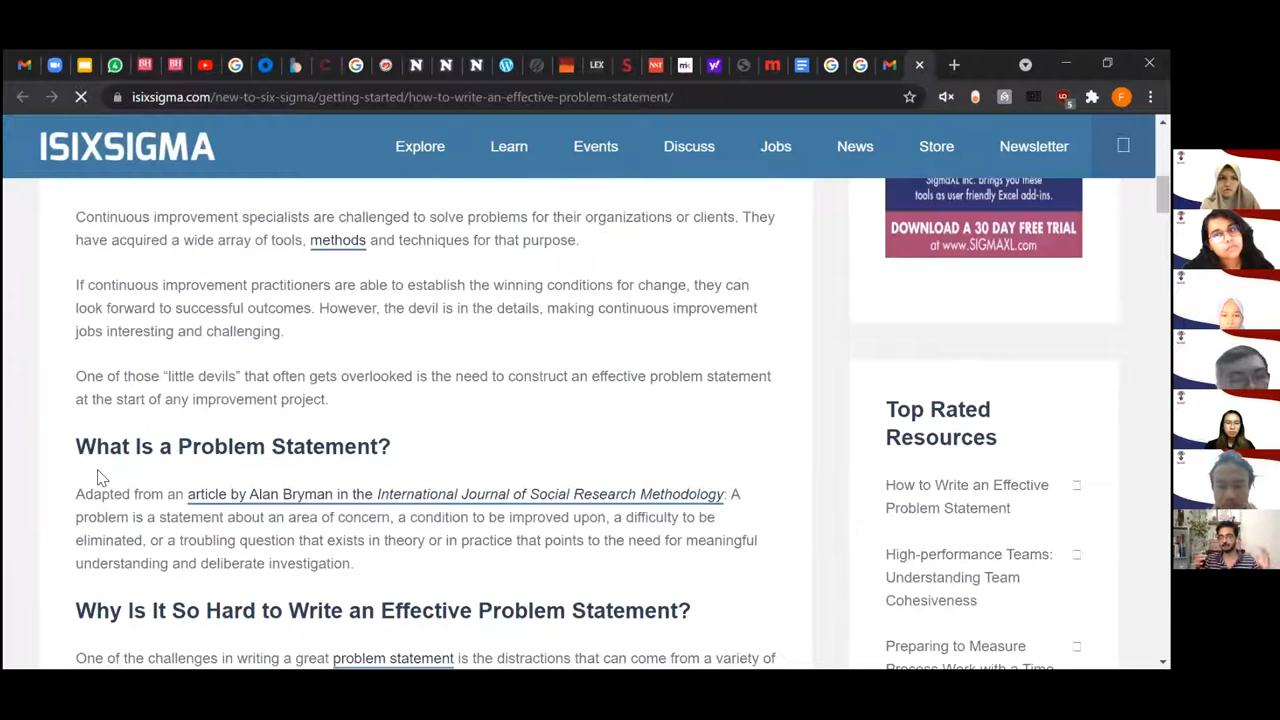 LEX
S
NST
mk
y!
m
isixsigma.com/new-to-six-sigma/getting-started/how-to-write-an-effective-problem-statement/
5
F
ISIXSIGMA
Explore Learn Events Discuss Jobs News Store Newsletter
SigmaXL Inc. brings you these
tools as user friendly Excel add-ins.
DOWNLOAD A 30 DAY FREE TRIAL
at www.SIGMAXL.com
Continuous improvement specialists are challenged to solve problems for their organizations or clients. They
have acquired a wide array of tools, methods and techniques for that purpose.
If continuous improvement practitioners are able to establish the winning conditions for change, they can
look forward to successful outcomes. However, the devil is in the details, making continuous improvement
jobs interesting and challenging.
One of those “little devils” that often gets overlooked is the need to construct an effective problem statement
at the start of any improvement project.
What Is a Problem Statement?
Adapted from an article by Alan Bryman in the International Journal of Social Research Methodology: A
problem is a statement about an area of concern, a condition to be improved upon, a difficulty to be
eliminated, or a troubling question that exists in theory or in practice that points to the need for meaningful
understanding and deliberate investigation.
Why Is It So Hard to Write an Effective Problem Statement?
One of the challenges in writing a great problem statement is the distractions that can come from a variety of
Top Rated
Resources
How to Write an Effective
Problem Statement
High-performance Teams:
Understanding Team
Cohesiveness
Preparing to Measure
Process Work with a Time